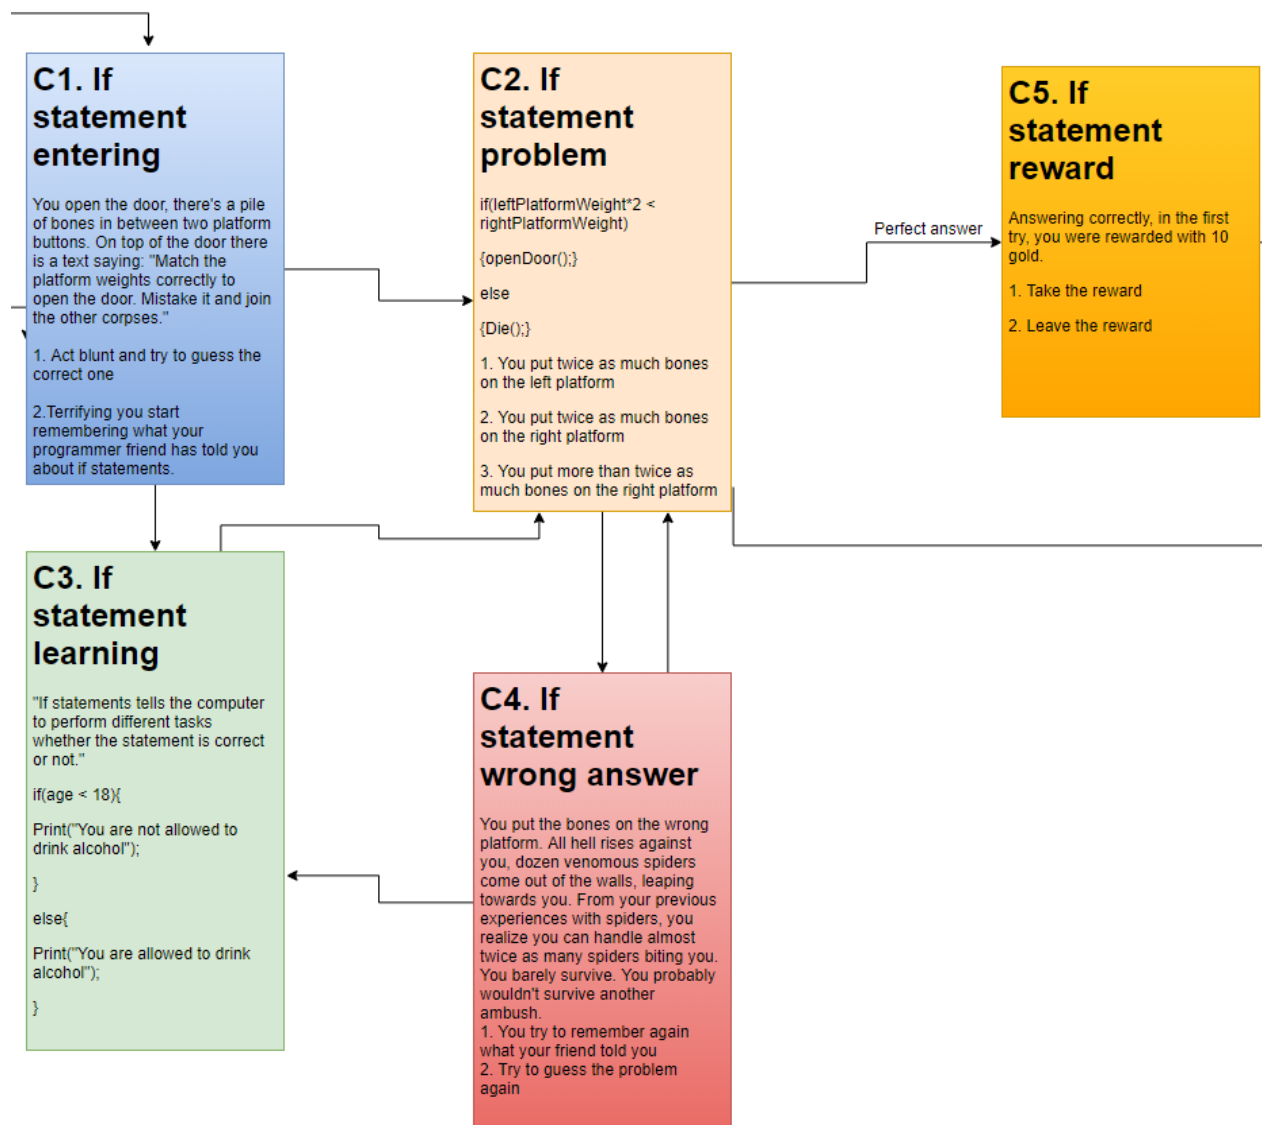 C1. If
statement
entering
You open the door, there's a pile
of bones in between two platform
buttons. On top of the door there
is a text saying: "Match the
platform weights correctly to
open the door. Mistake it and join
the other corpses."
1. Act blunt and try to guess the
correct one
2.Terrifying you start
remembering what your
programmer friend has told you
about if statements.
C2. If
statement
problem
if(leftPlatformWeight*2 <
rightPlatformWeight)
{openDoor();}
else
{Die();}
1. You put twice as much bones
on the left platform
2. You put twice as much bones
on the right platform
3. You put more than twice as
much bones on the right platform
Perfect answer
C5. If
statement
reward
Answering correctly, in the first
try, you were rewarded with 10
gold.
1. Take the reward
2. Leave the reward
C3. If
statement
learning
"If statements tells the computer
to perform different tasks
whether the statement is correct
or not."
if(age < 18){
Print("You are not allowed to
drink alcohol");
}
else{
Print("You are allowed to drink
alcohol");
}
C4. If
statement
wrong answer
You put the bones on the wrong
platform. All hell rises against
you, dozen venomous spiders
come out of the walls, leaping
towards you. From your previous
experiences with spiders, you
realize you can handle almost
twice as many spiders biting you.
You barely survive. You probably
wouldn't survive another
ambush.
1. You try to remember again
what your friend told you
2. Try to guess the problem
again